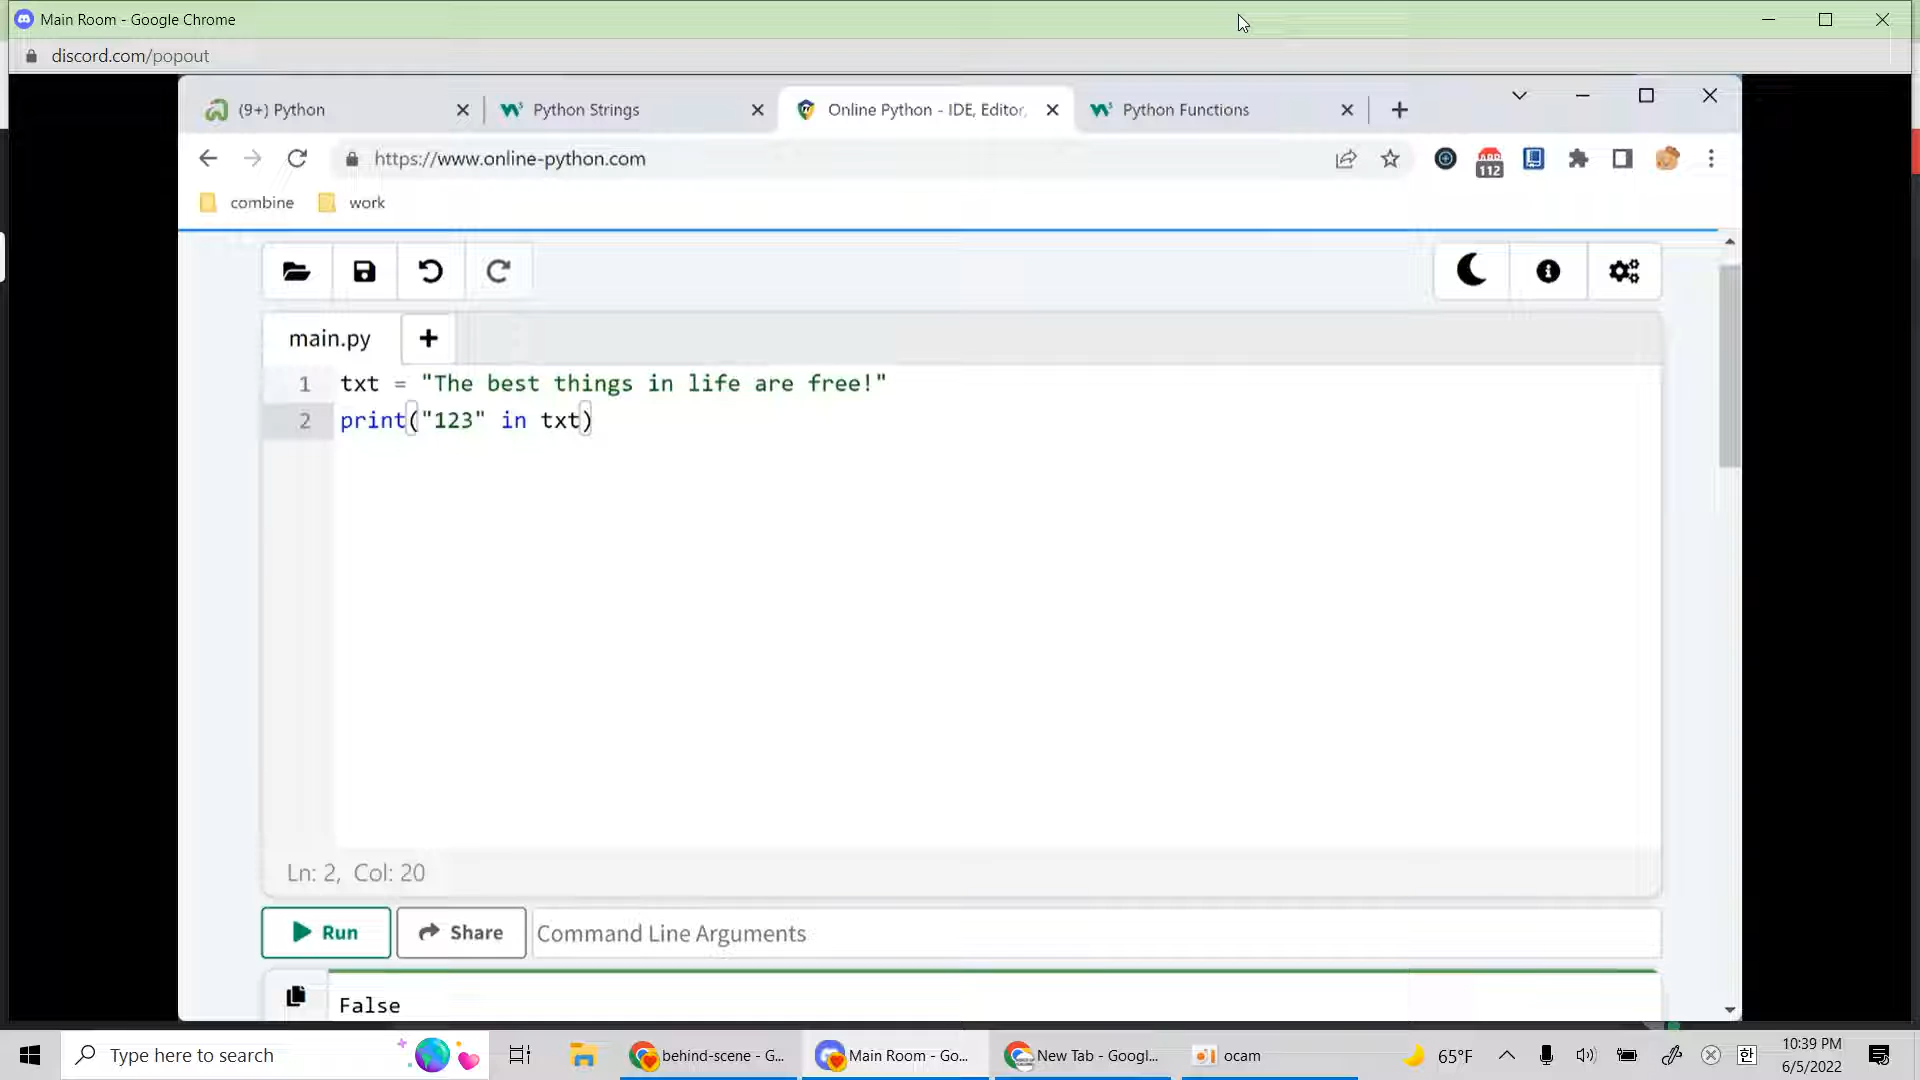 Main Room - Google Chrome
discord.com/popout
(9+) Python
Python Strings
Online Python - IDE, Editor,
Python Functions
https://www.online-python.com
112
combine
work
main.py
1 txt = "The best things in life are free!"
2 print("123" in txt)
Ln: 2, Col: 20
Run
Share
Command Line Arguments
False
Type here to search
behind-scene - G...
Main Room - Go...
New Tab - Googl...
ocam
65°F
한
10:39 PM
6/5/2022